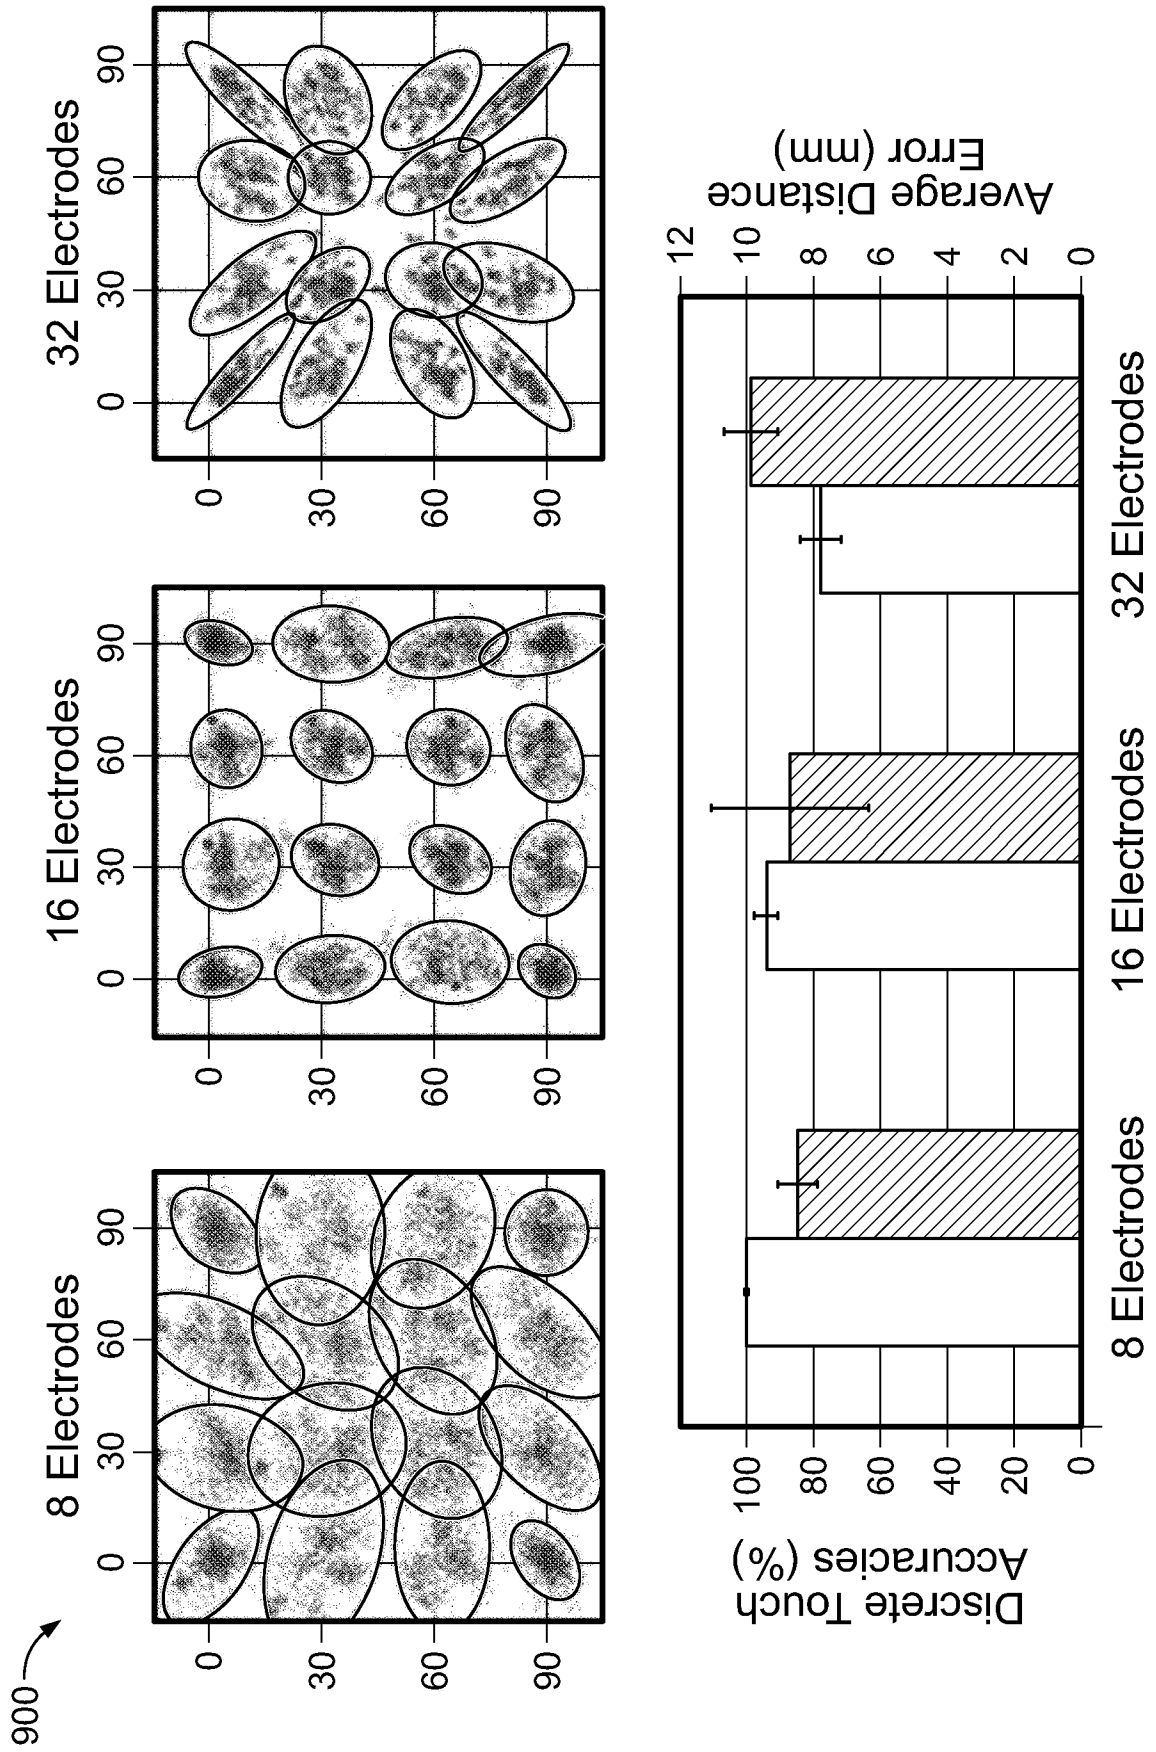 900
8 Electrodes
16 Electrodes
32 Electrodes
0 30 60 90
0 30 60 90
0 30 60 90
0
30
60
90
0
30
60
90
0
30
60
90
Discrete Touch
Accuracies (%)
100
80
60
40
20
0
12
10
8
6
4
2
0
Average Distance
Error (mm)
8 Electrodes
16 Electrodes
32 Electrodes